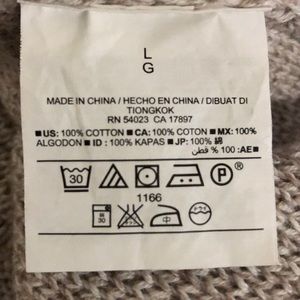 L
G
MADE IN CHINA / HECHO EN CHINA / DIBUAT DI
TIONGKOK
RN 54023 CA 17897
■ US: 100% COTTON ■ CA: 100% COTON ■ MX: 100%
ALGODON ■ ID : 100% KAPAS ■ JP: 100% 綿
■ AE: 100 % قطن
30 P
1166
30